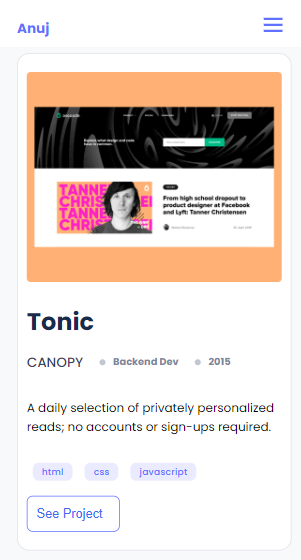 Anuj
TANNER
CHRIS
From high school dropout to
product designer at Facebook
and Lyft: Tanner Christensen
Tonic
CANOPY Backend Dev 2015
A daily selection of privately personalized
reads; no accounts or sign-ups required.
html css javascript
See Project